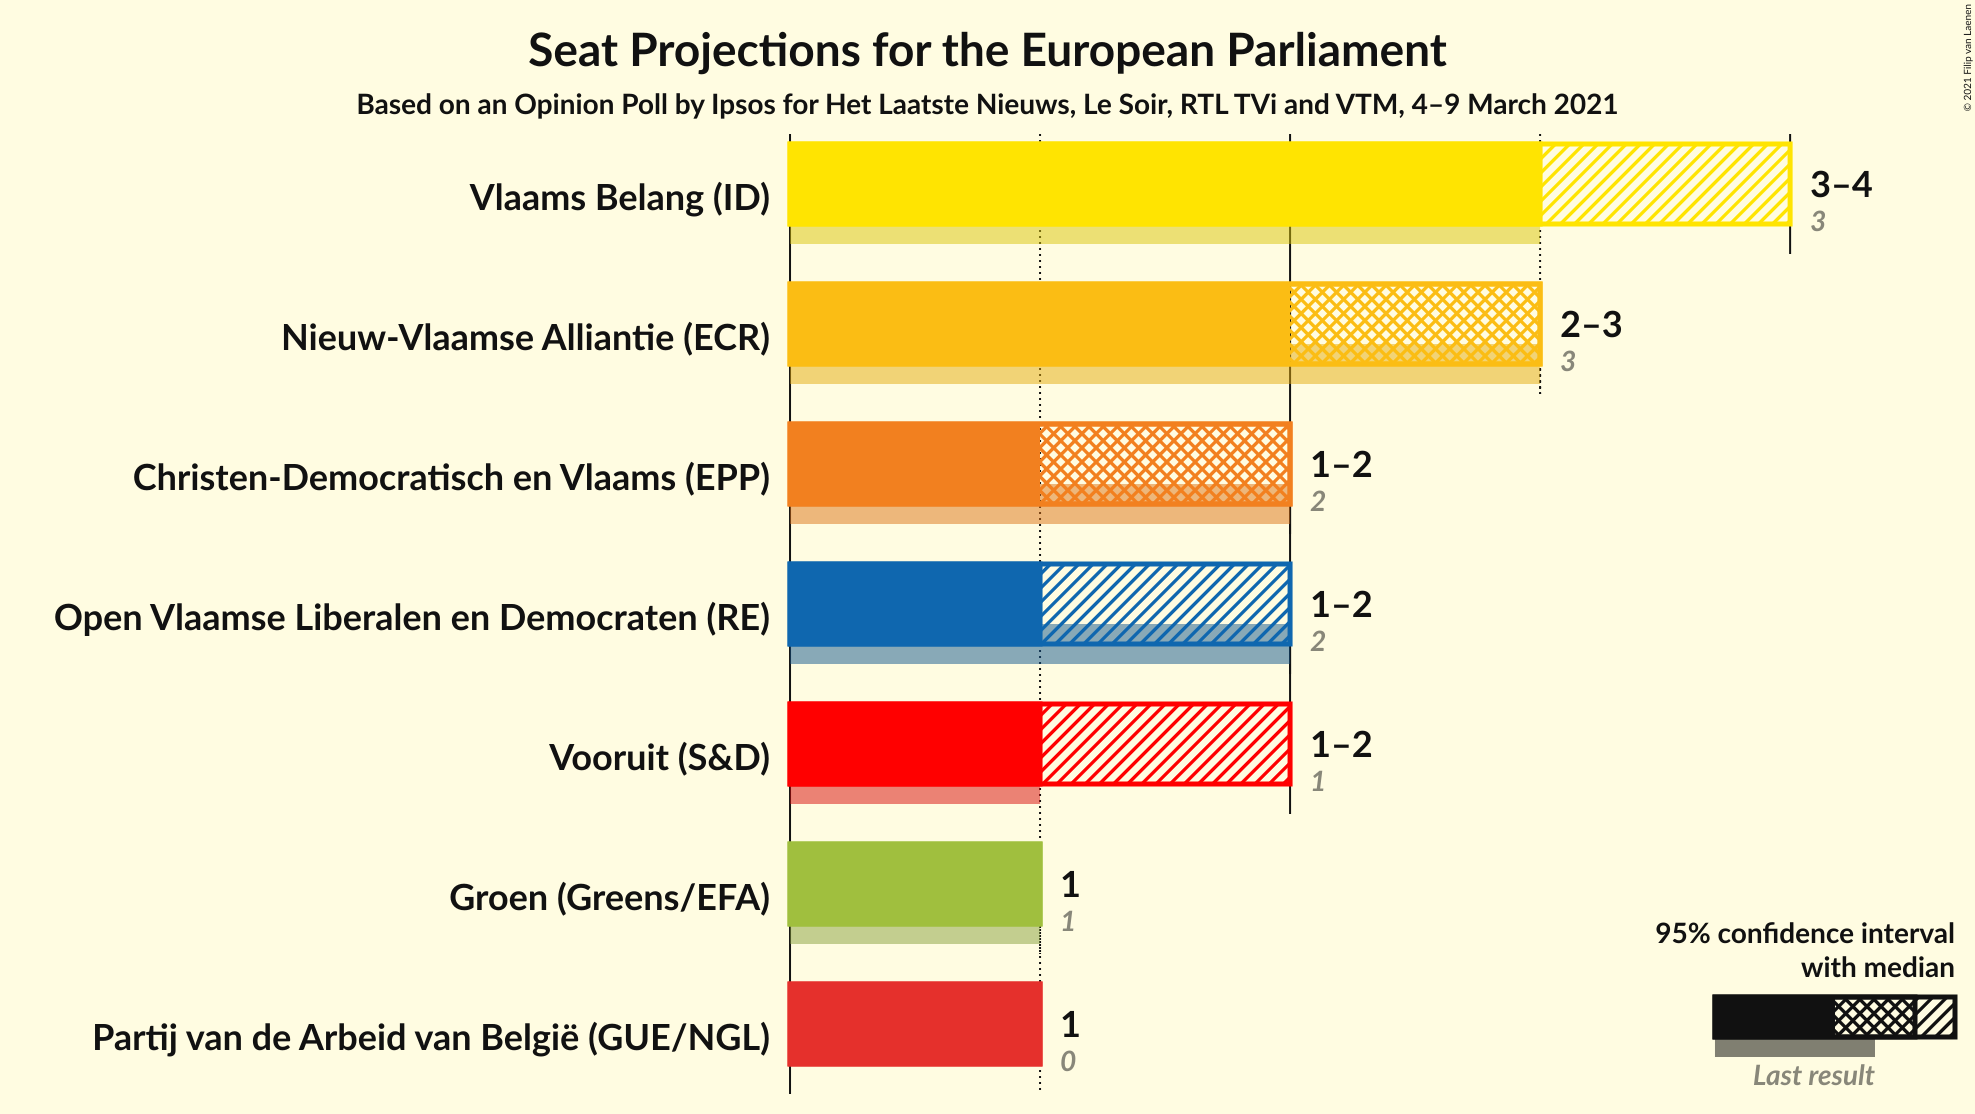 Seat Projections for the European Parliament
Based on an Opinion Poll by Ipsos for Het Laatste Nieuws, Le Soir, RTL TVi and VTM, 4–9 March 2021
© 2021 Filip van Laenen
Vlaams Belang (ID)
3–4
3
Nieuw-Vlaamse Alliantie (ECR)
2–3
3
Christen-Democratisch en Vlaams (EPP)
1–2
2
Open Vlaamse Liberalen en Democraten (RE)
1–2
2
Vooruit (S&D)
1–2
1
Groen (Greens/EFA)
1
1
Partij van de Arbeid van België (GUE/NGL)
1
0
95% confidence interval
with median
Last result